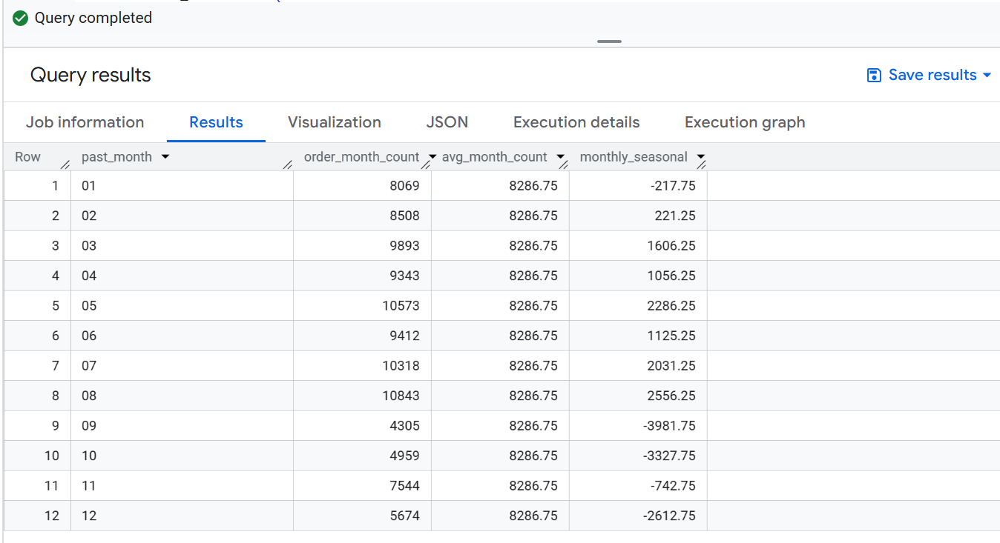 Query completed
Query results
Save results
Job information Results Visualization JSON Execution details Execution graph
Row past_month order_month_count avg_month_count monthly_seasonal
1 01 8069 8286.75 -217.75
2 02 8508 8286.75 221.25
3 03 9893 8286.75 1606.25
4 04 9343 8286.75 1056.25
5 05 10573 8286.75 2286.25
6 06 9412 8286.75 1125.25
7 07 10318 8286.75 2031.25
8 08 10843 8286.75 2556.25
9 09 4305 8286.75 -3981.75
10 10 4959 8286.75 -3327.75
11 11 7544 8286.75 -742.75
12 12 5674 8286.75 -2612.75